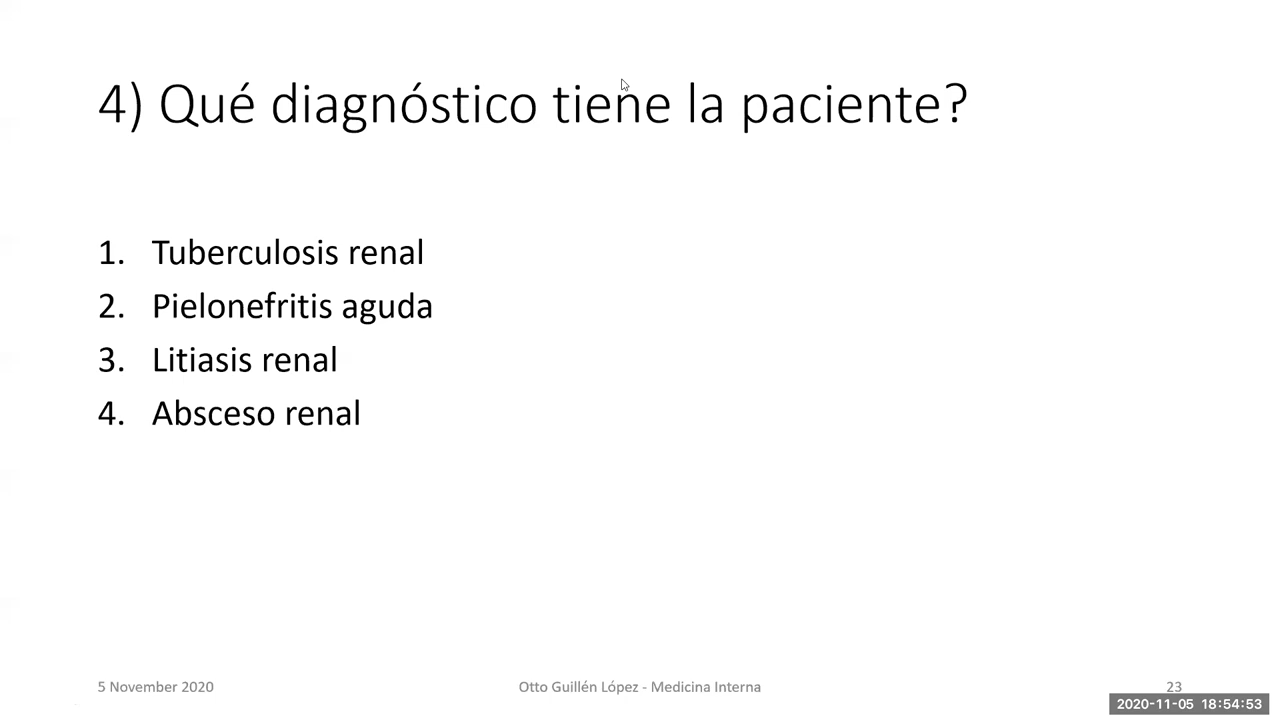 4) Qué diagnóstico tiene la paciente?
1. Tuberculosis renal
2. Pielonefritis aguda
3. Litiasis renal
4. Absceso renal
5 November 2020
Otto Guillén López - Medicina Interna
23
2020-11-05 18:54:53